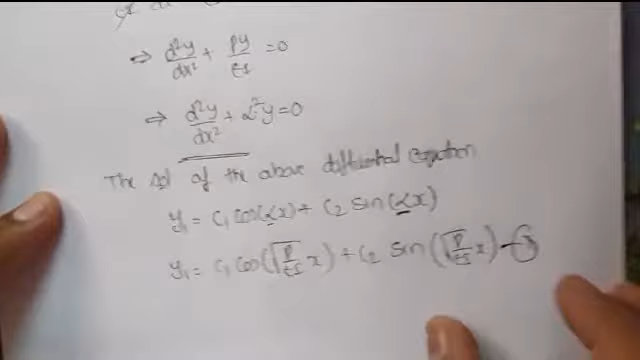 ⇒ d²y/dx² + Py/EI = 0
⇒ d²y/dx² + α²y = 0
The sol of the above differential equation
y₁ = C₁ cos(αx) + C₂ sin(αx)
y₁ = C₁ cos(√(P/EI) x) + C₂ sin(√(P/EI) x) –